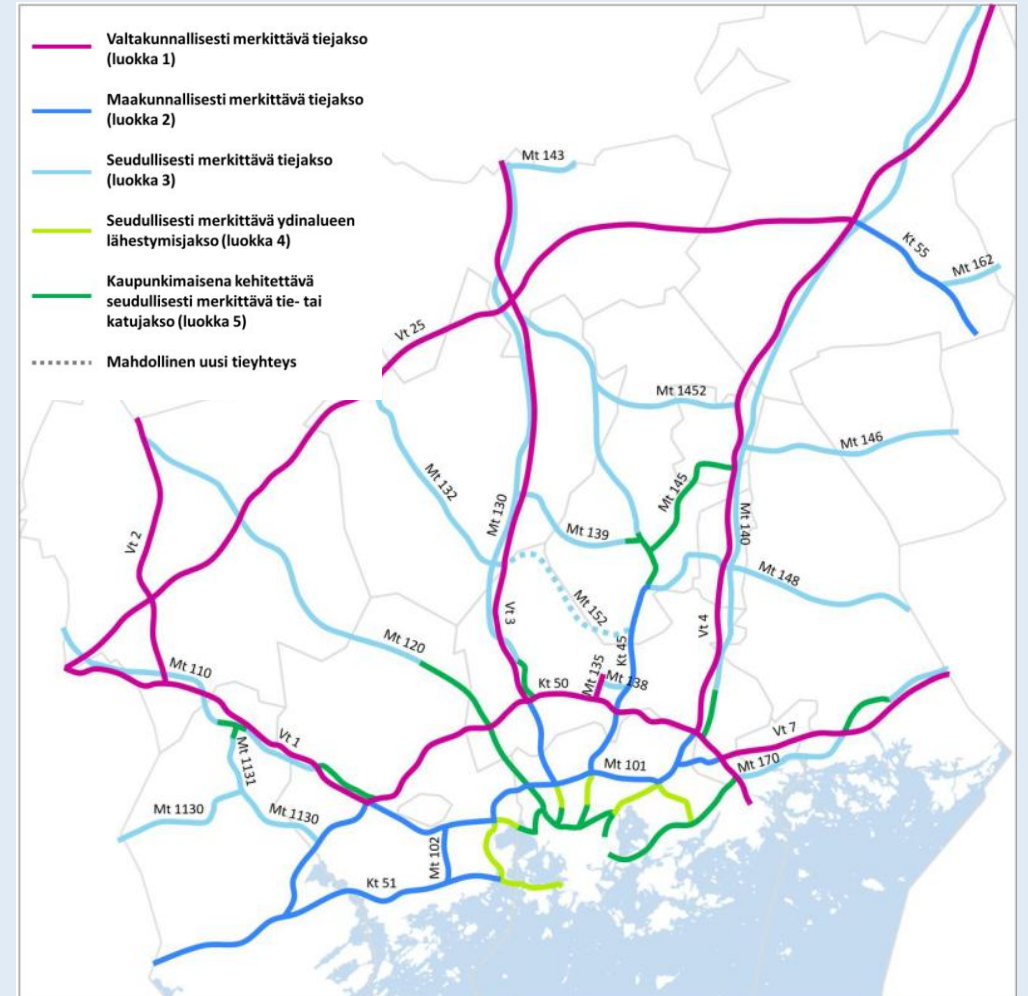 Valtakunnallisesti merkittävä tiejakso
(luokka 1)
Maakunnallisesti merkittävä tiejakso
(luokka 2)
Seudullisesti merkittävä tiejakso
(luokka 3)
Seudullisesti merkittävä ydinalueen
lähestymisjakso (luokka 4)
Kaupunkimaisena kehitettävä
seudullisesti merkittävä tie- tai
katujakso (luokka 5)
Mahdollinen uusi tieyhteys
Mt 143
Kt 55
Mt 162
Vt 25
Mt 1452
Mt 146
Mt 132
Mt 130
Mt 145
Mt 139
Mt 140
Vt 2
Mt 148
Mt 152
Vt 3
Vt 4
Kt 45
Mt 120
Mt 110
Mt 135
Mt 138
Kt 50
Vt 1
Vt 7
Mt 1131
Mt 101
Mt 170
Mt 1130
Mt 1130
Mt 102
Kt 51